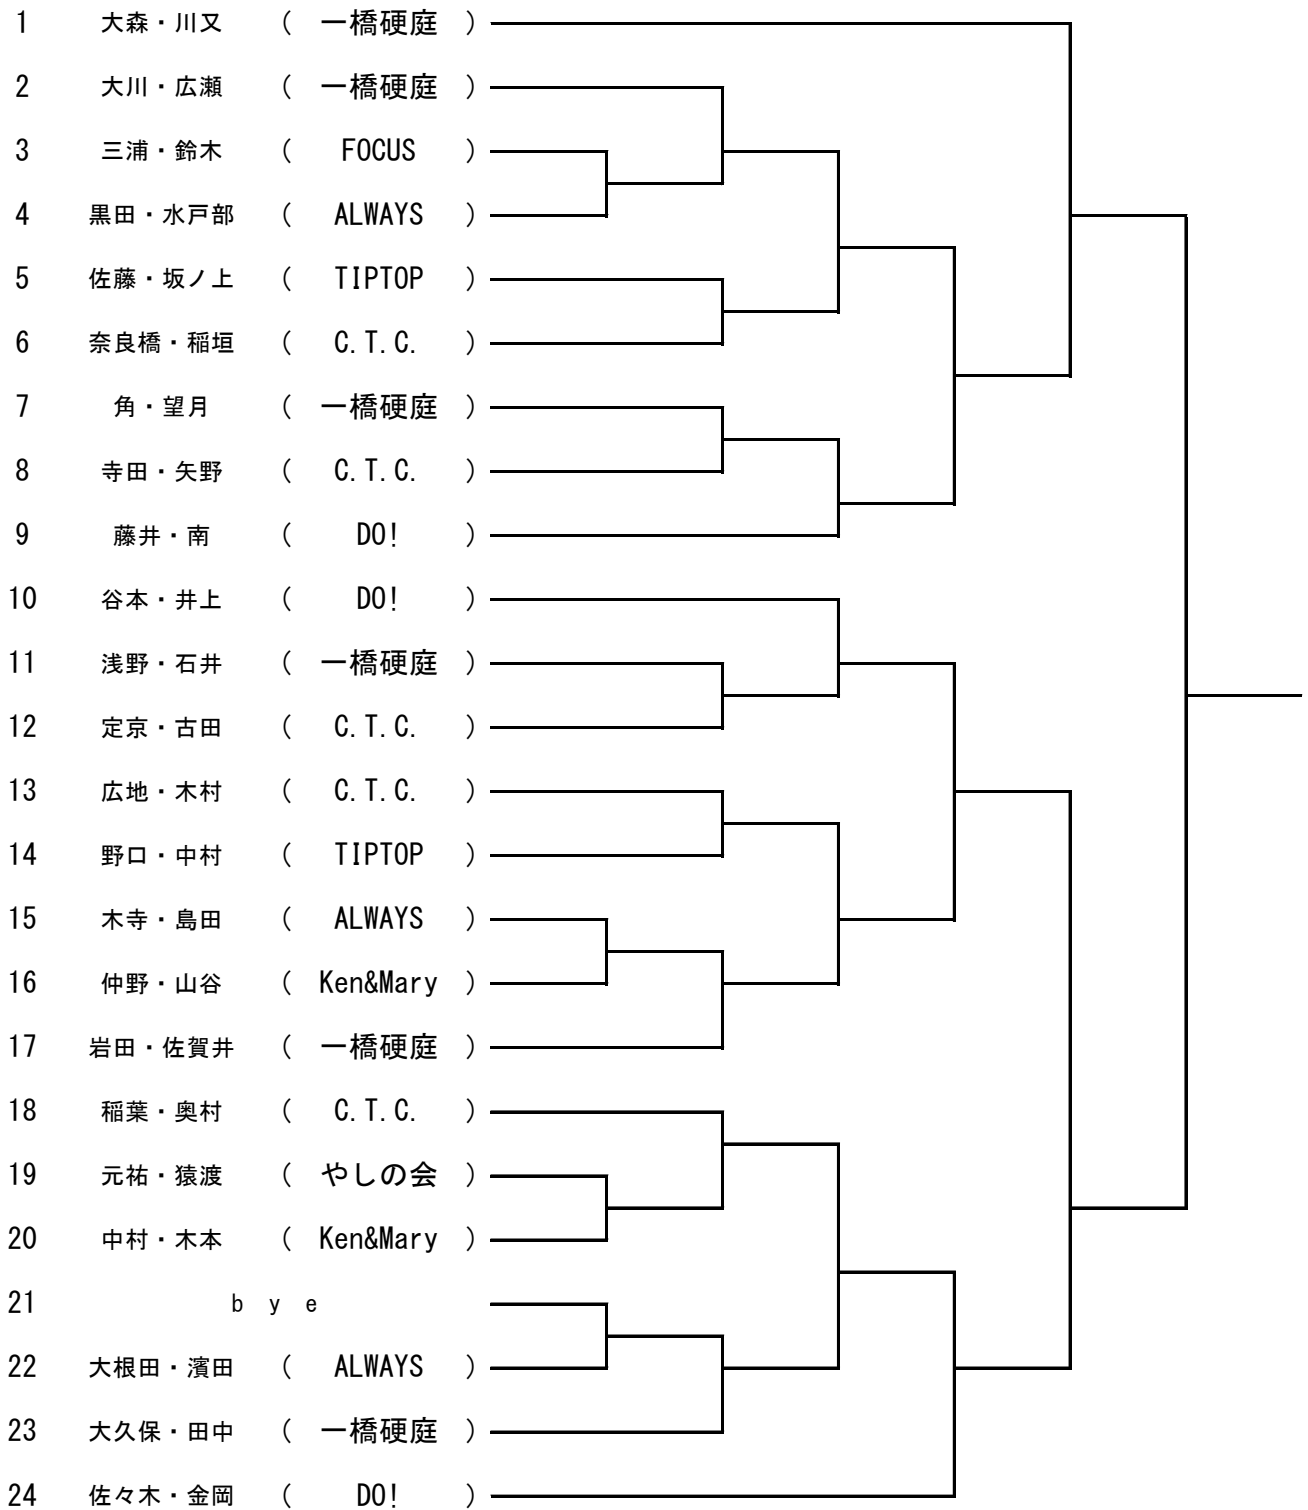 1 大森・川又 ( 一橋硬庭 )
2 大川・広瀬 ( 一橋硬庭 )
3 三浦・鈴木 ( FOCUS )
4 黒田・水戸部 ( ALWAYS )
5 佐藤・坂ノ上 ( TIPTOP )
6 奈良橋・稲垣 ( C.T.C. )
7 角・望月 ( 一橋硬庭 )
8 寺田・矢野 ( C.T.C. )
9 藤井・南 ( DO! )
10 谷本・井上 ( DO! )
11 浅野・石井 ( 一橋硬庭 )
12 定京・古田 ( C.T.C. )
13 広地・木村 ( C.T.C. )
14 野口・中村 ( TIPTOP )
15 木寺・島田 ( ALWAYS )
16 仲野・山谷 ( Ken&Mary )
17 岩田・佐賀井 ( 一橋硬庭 )
18 稲葉・奥村 ( C.T.C. )
19 元祐・猿渡 ( やしの会 )
20 中村・木本 ( Ken&Mary )
21 bye
22 大根田・濱田 ( ALWAYS )
23 大久保・田中 ( 一橋硬庭 )
24 佐々木・金岡 ( DO! )